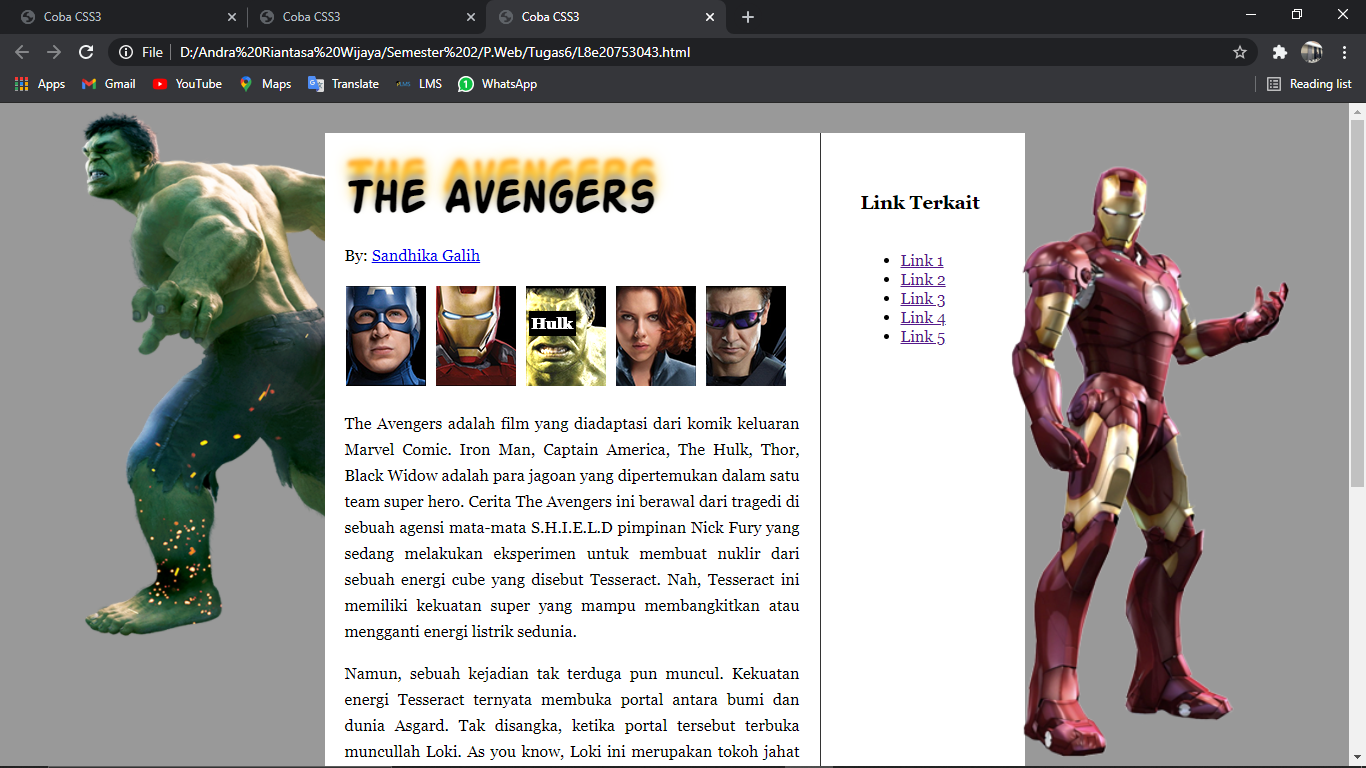 Coba CSS3
Coba CSS3
Coba CSS3
File D:/Andra%20Riantasa%20Wijaya/Semester%202/P.Web/Tugas6/L8e20753043.html
Apps Gmail YouTube Maps Translate LMS WhatsApp Reading list
THE AVENGERS
THE AVENGERS
By: Sandhika Galih
Hulk
The Avengers adalah film yang diadaptasi dari komik keluaran
Marvel Comic. Iron Man, Captain America, The Hulk, Thor,
Black Widow adalah para jagoan yang dipertemukan dalam satu
team super hero. Cerita The Avengers ini berawal dari tragedi di
sebuah agensi mata-mata S.H.I.E.L.D pimpinan Nick Fury yang
sedang melakukan eksperimen untuk membuat nuklir dari
sebuah energi cube yang disebut Tesseract. Nah, Tesseract ini
memiliki kekuatan super yang mampu membangkitkan atau
mengganti energi listrik sedunia.
Namun, sebuah kejadian tak terduga pun muncul. Kekuatan
energi Tesseract ternyata membuka portal antara bumi dan
dunia Asgard. Tak disangka, ketika portal tersebut terbuka
muncullah Loki. As you know, Loki ini merupakan tokoh jahat
Link Terkait
Link 1
Link 2
Link 3
Link 4
Link 5